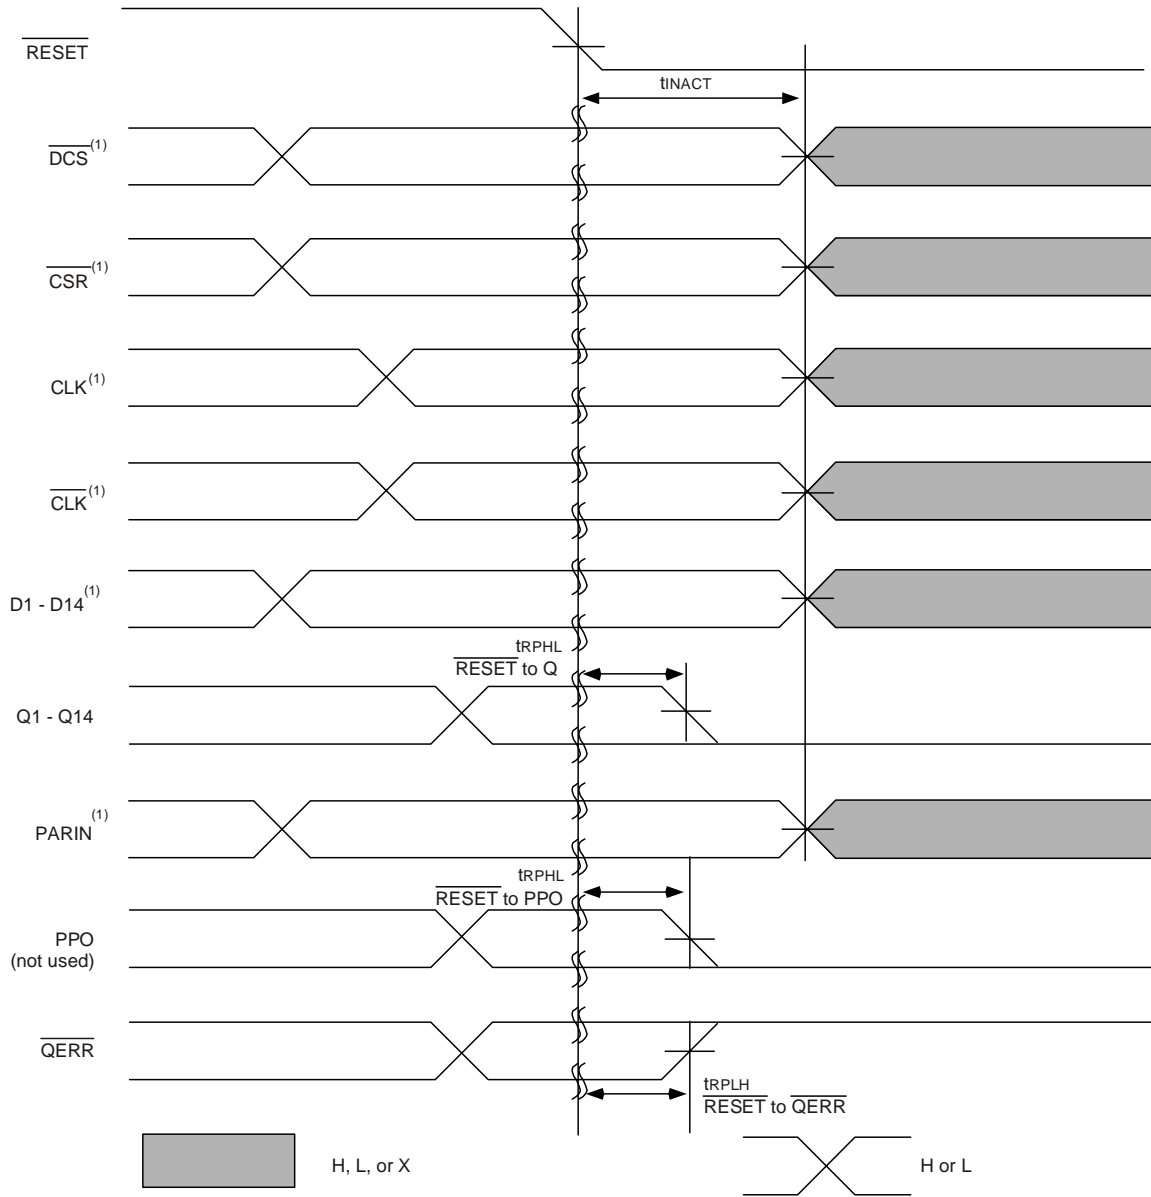 RESET
tINACT
DCS(1)
CSR(1)
CLK(1)
CLK(1)
D1 - D14(1)
tRPHL
RESET to Q
Q1 - Q14
PARIN(1)
tRPHL
RESET to PPO
PPO
(not used)
QERR
tRPLH
RESET to QERR
H, L, or X
H or L